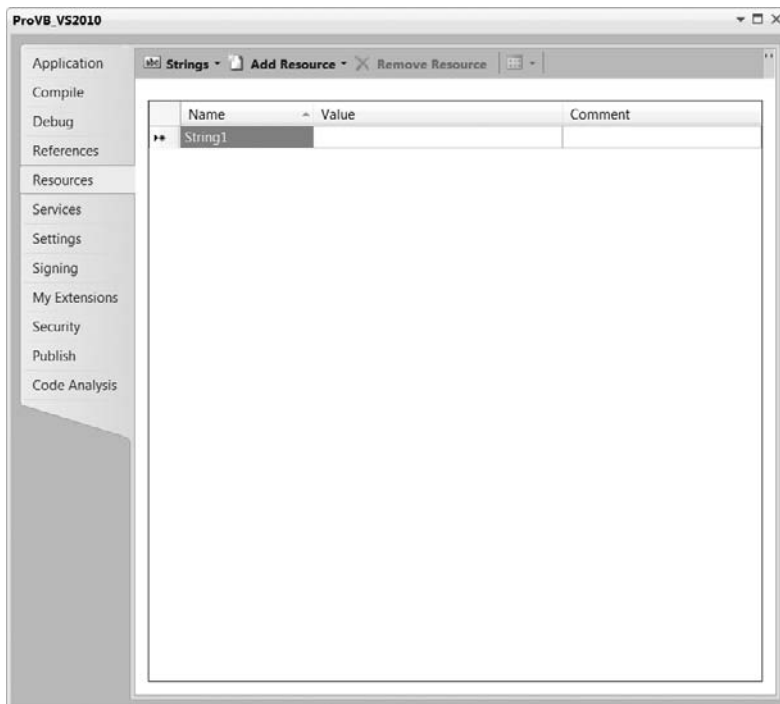 ProVB_VS2010
Application
Compile
Debug
References
Resources
Services
Settings
Signing
My Extensions
Security
Publish
Code Analysis
abc Strings Add Resource Remove Resource
Name Value Comment
String1